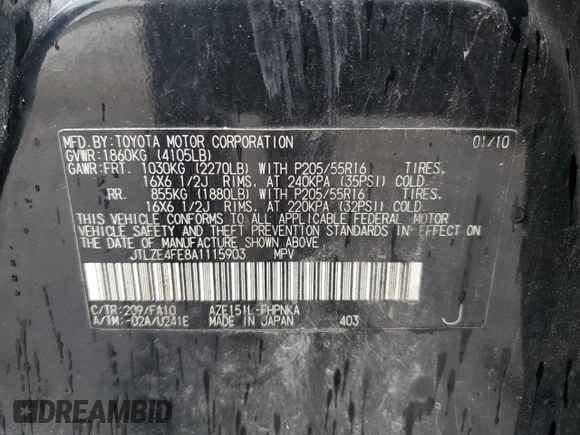 MFD.BY:TOYOTA MOTOR CORPORATION 01/10
GVWR:1860KG (4105LB)
GAWR:FRT. 1030KG (2270LB) WITH P205/55R16 TIRES.
16X6 1/2J RIMS. AT 240KPA (35PSI) COLD.
RR. 855KG (1880LB) WITH P205/55R16 TIRES.
16X6 1/2J RIMS. AT 220KPA (32PSI) COLD.
THIS VEHICLE CONFORMS TO ALL APPLICABLE FEDERAL MOTOR
VEHICLE SAFETY AND THEFT PREVENTION STANDARDS IN EFFECT ON
THE DATE OF MANUFACTURE SHOWN ABOVE.
JTLZE4FE8A1115903 MPV
C/TR:209/FA10 AZE151L-FHPNKA
A/TM:-02A/U241E MADE IN JAPAN 403 J
DREAMBID